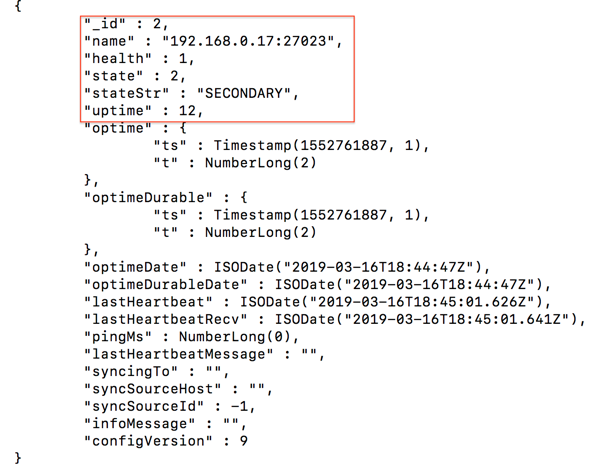 {
"_id" : 2,
"name" : "192.168.0.17:27023",
"health" : 1,
"state" : 2,
"stateStr" : "SECONDARY",
"uptime" : 12,
"optime" : {
"ts" : Timestamp(1552761887, 1),
"t" : NumberLong(2)
},
"optimeDurable" : {
"ts" : Timestamp(1552761887, 1),
"t" : NumberLong(2)
},
"optimeDate" : ISODate("2019-03-16T18:44:47Z"),
"optimeDurableDate" : ISODate("2019-03-16T18:44:47Z"),
"lastHeartbeat" : ISODate("2019-03-16T18:45:01.626Z"),
"lastHeartbeatRecv" : ISODate("2019-03-16T18:45:01.641Z"),
"pingMs" : NumberLong(0),
"lastHeartbeatMessage" : "",
"syncingTo" : "",
"syncSourceHost" : "",
"syncSourceId" : -1,
"infoMessage" : "",
"configVersion" : 9
}